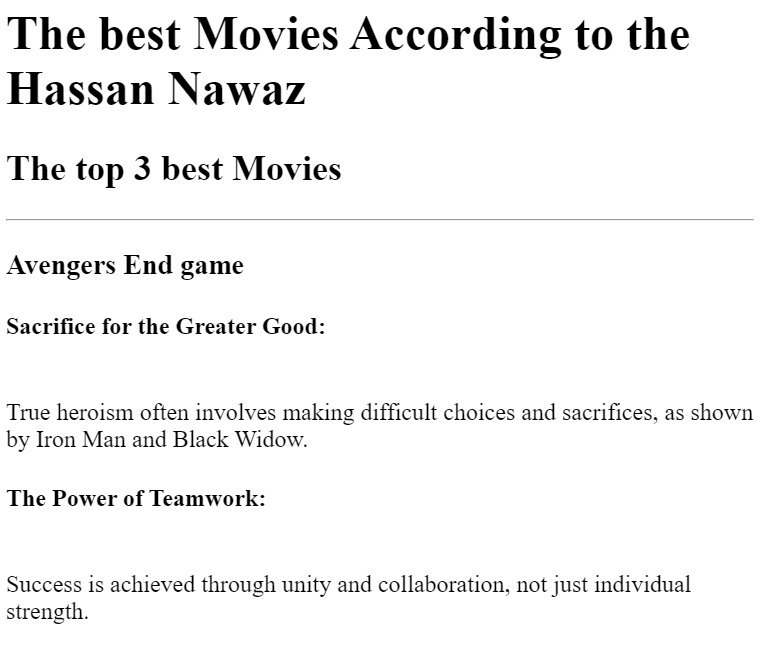 The best Movies According to the
Hassan Nawaz
The top 3 best Movies
Avengers End game
Sacrifice for the Greater Good:
True heroism often involves making difficult choices and sacrifices, as shown
by Iron Man and Black Widow.
The Power of Teamwork:
Success is achieved through unity and collaboration, not just individual
strength.